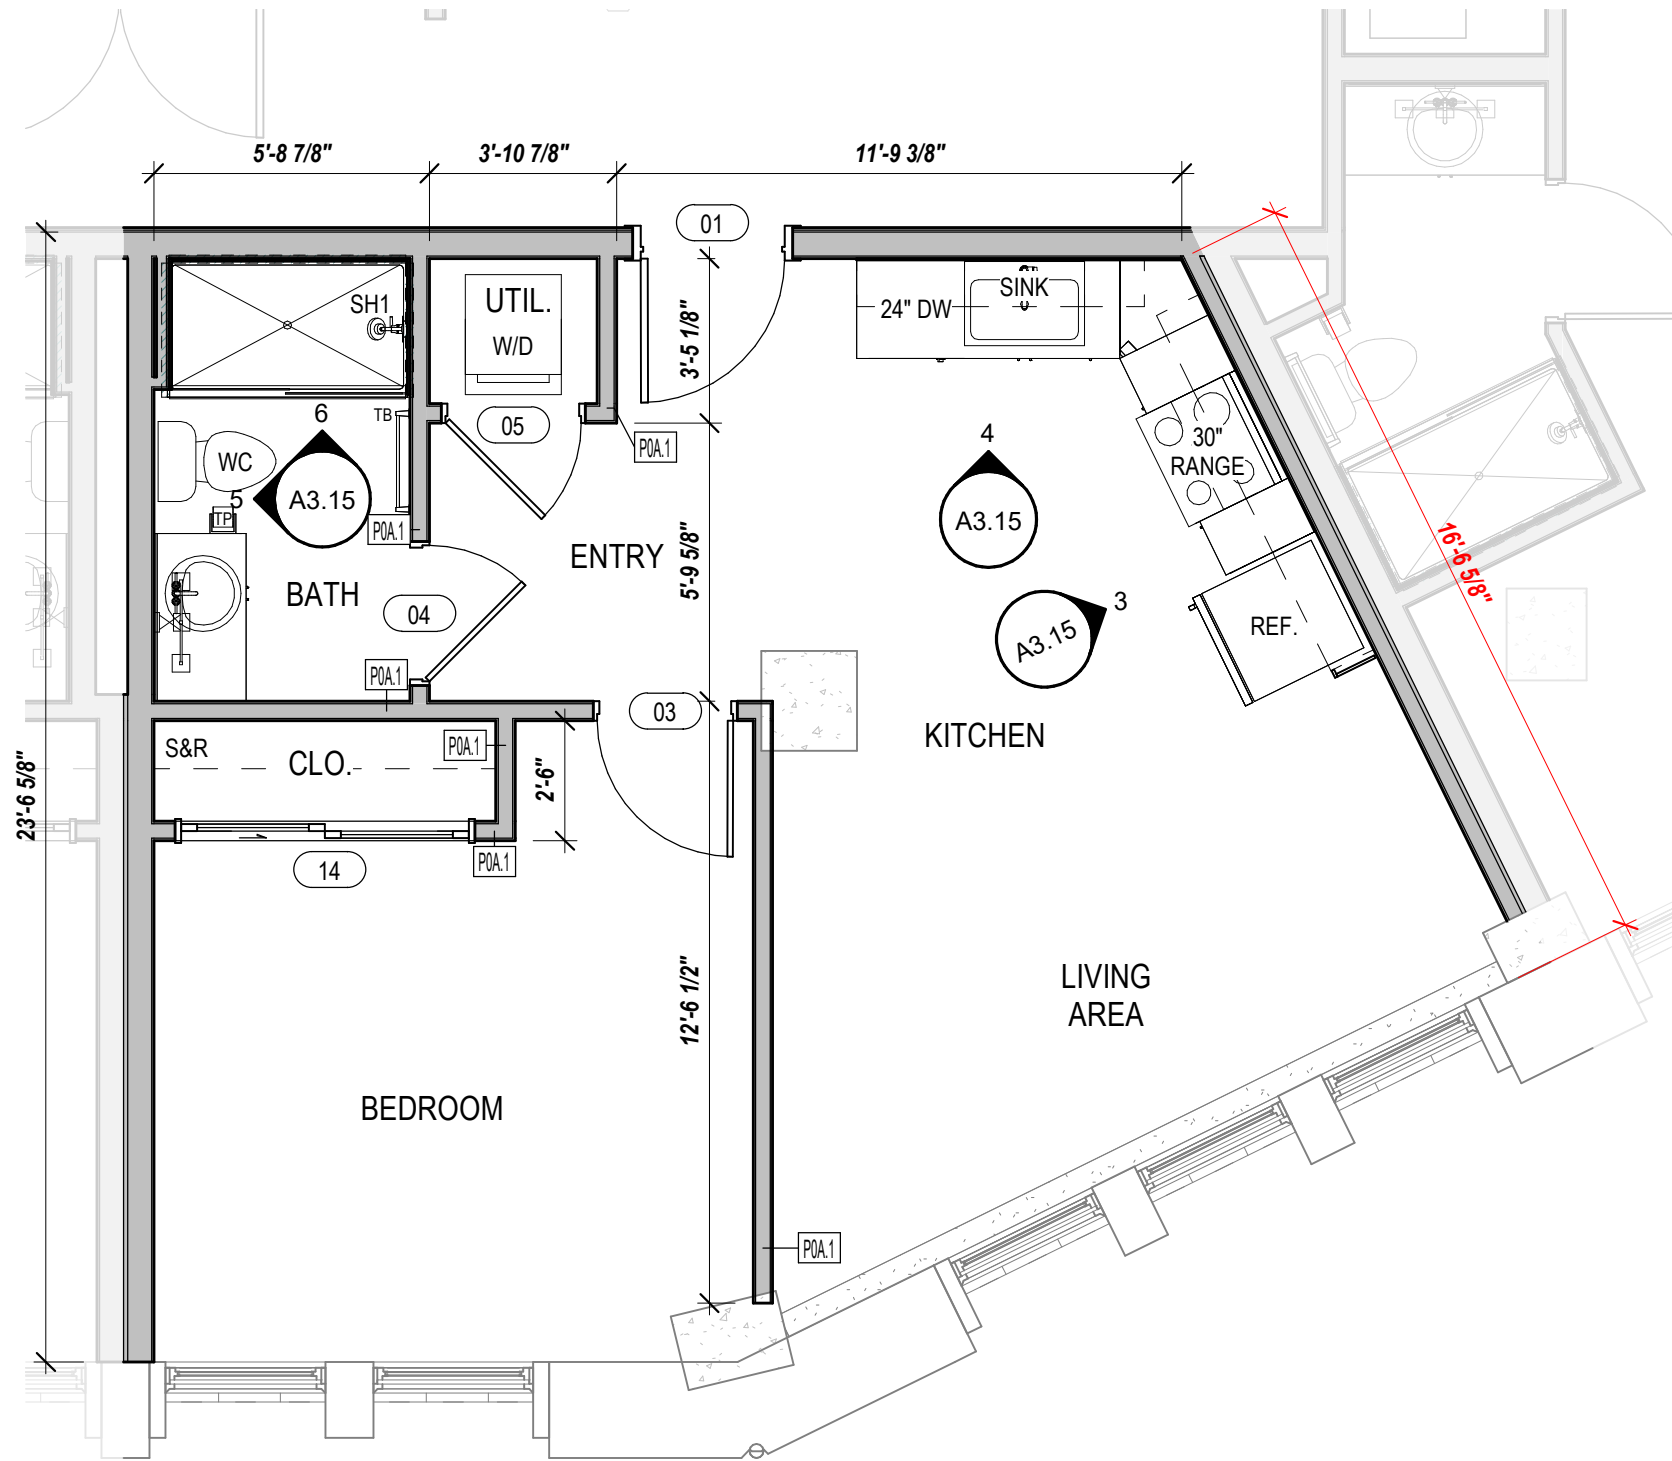 5'-8 7/8"
3'-10 7/8"
11'-9 3/8"
01
SH1
UTIL.
W/D
3'-5 1/8"
24" DW
SINK
6
TB
05
P0A.1
4
30"
RANGE
WC
5
A3.15
TP
P0A.1
A3.15
16'-6 5/8"
ENTRY
5'-9 5/8"
BATH
04
3
A3.15
REF.
P0A.1
03
KITCHEN
S&R
CLO.
P0A.1
2'-6"
23'-6 5/8"
14
P0A.1
12'-6 1/2"
LIVING
AREA
BEDROOM
P0A.1